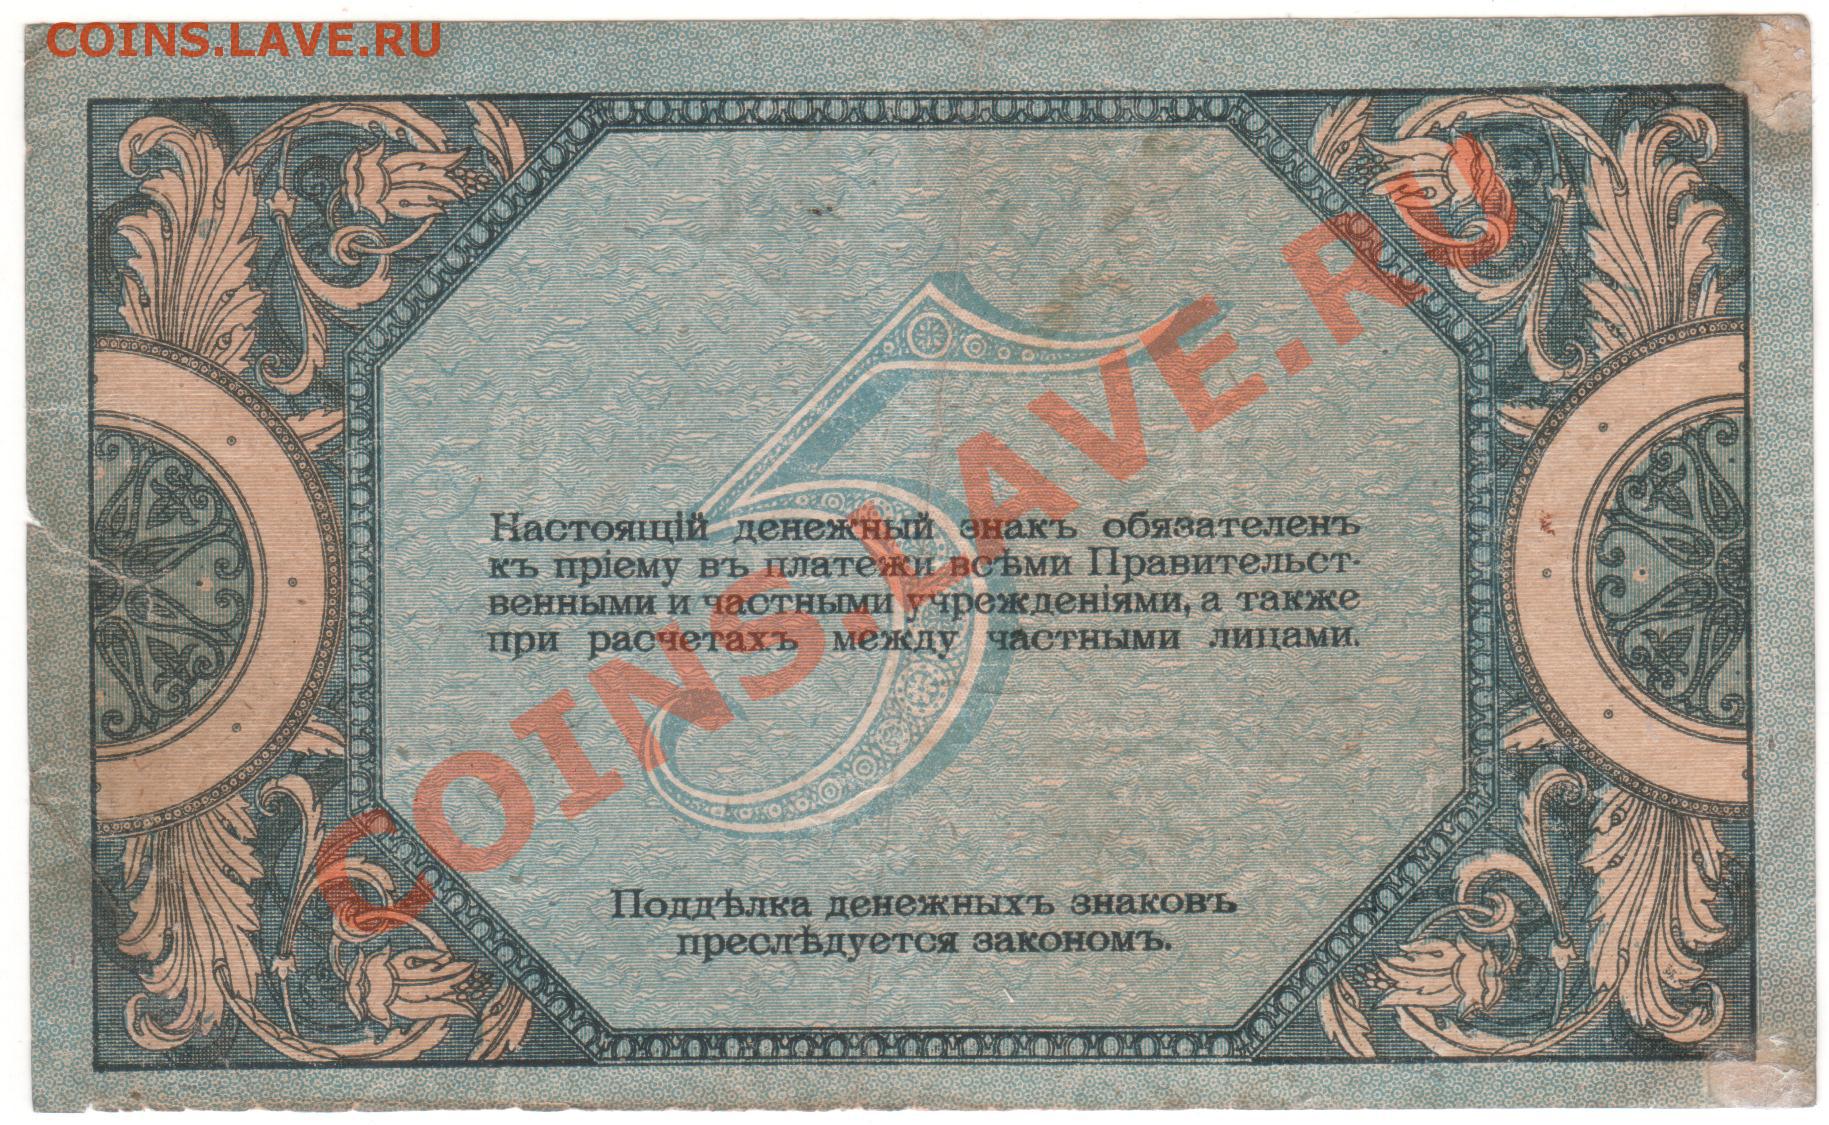 COINS.LAVE.RU
5
Настоящій денежный знакъ обязателенъ
къ пріему въ платежи всѣми Правительст-
венными и частными учрежденіями, а также
при расчетахъ между частными лицами.
COINS.LAVE.RU
Поддѣлка денежныхъ знаковъ
преслѣдуется закономъ.